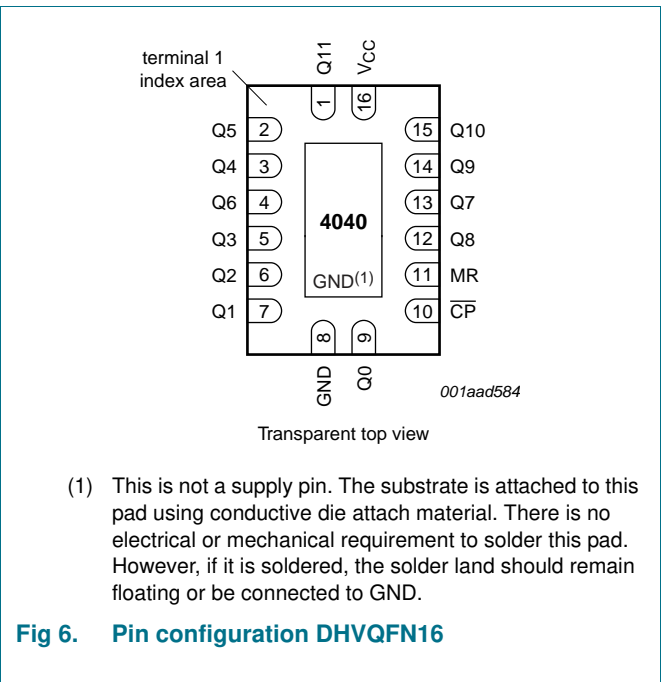 terminal 1
index area
Q11
VCC
1
16
Q5 2 15 Q10
Q4 3 14 Q9
Q6 4 13 Q7
4040
Q3 5 12 Q8
Q2 6 GND(1) 11 MR
Q1 7 10 C̅P̅
8
9
GND
Q0
001aad584
Transparent top view
(1) This is not a supply pin. The substrate is attached to this
pad using conductive die attach material. There is no
electrical or mechanical requirement to solder this pad.
However, if it is soldered, the solder land should remain
floating or be connected to GND.
Fig 6. Pin configuration DHVQFN16